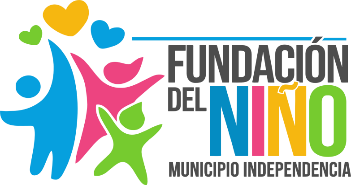 FUNDACIÓN
DEL NIÑO
MUNICIPIO INDEPENDENCIA